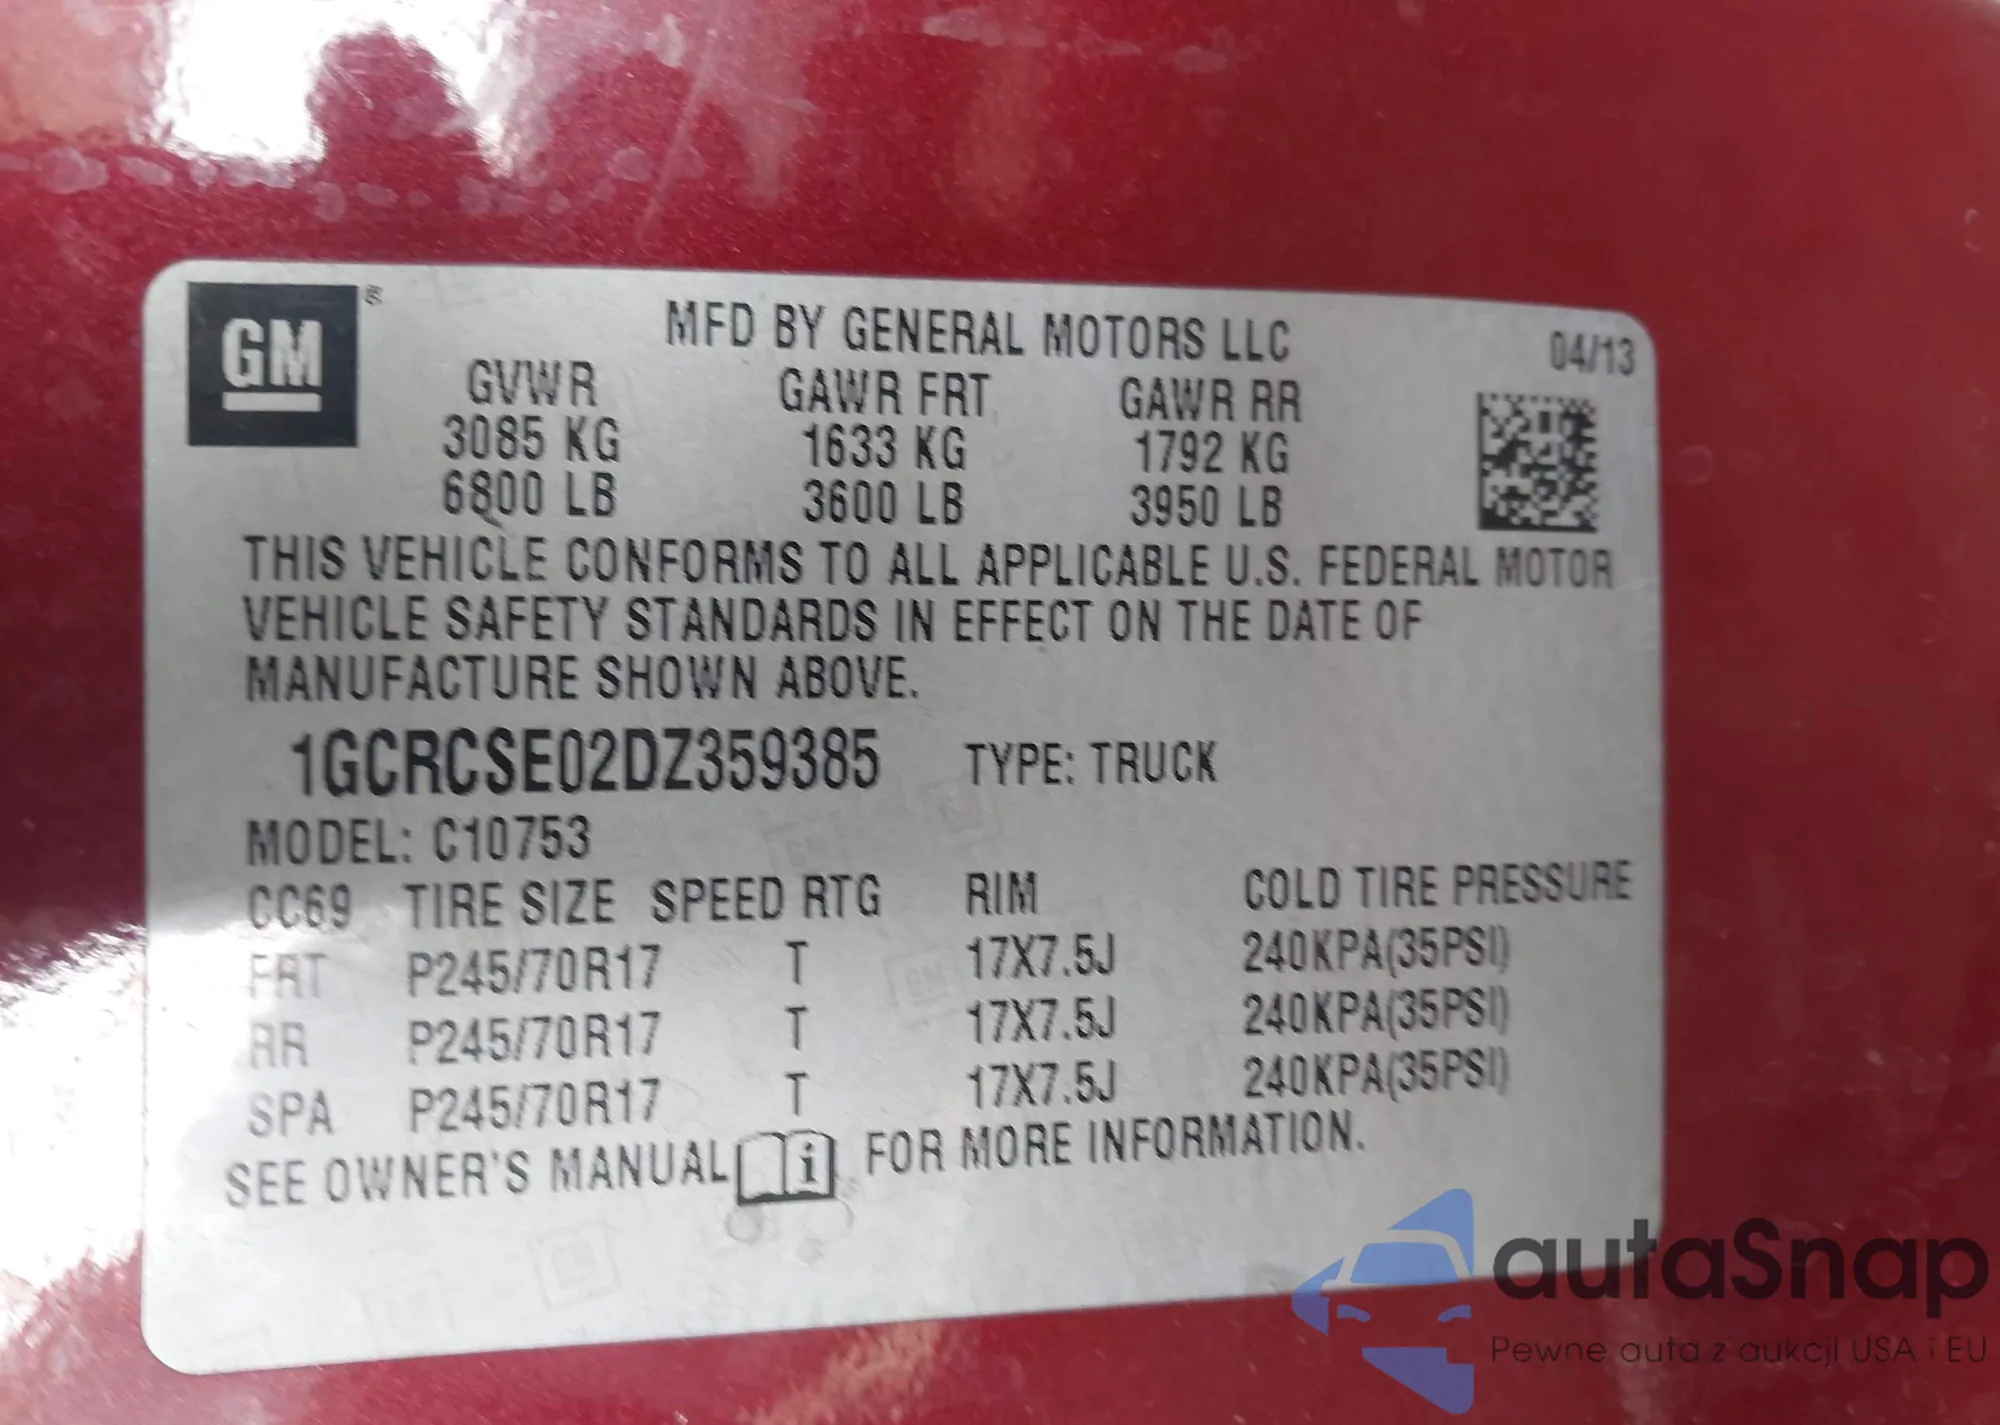 GM®
MFD BY GENERAL MOTORS LLC 04/13
GVWR GAWR FRT GAWR RR
3085 KG 1633 KG 1792 KG
6800 LB 3600 LB 3950 LB
THIS VEHICLE CONFORMS TO ALL APPLICABLE U.S. FEDERAL MOTOR
VEHICLE SAFETY STANDARDS IN EFFECT ON THE DATE OF
MANUFACTURE SHOWN ABOVE.
1GCRCSE02DZ359385 TYPE: TRUCK
MODEL: C10753
CC69 TIRE SIZE SPEED RTG RIM COLD TIRE PRESSURE
FRT P245/70R17 T 17X7.5J 240KPA(35PSI)
RR P245/70R17 T 17X7.5J 240KPA(35PSI)
SPA P245/70R17 T 17X7.5J 240KPA(35PSI)
SEE OWNER'S MANUAL i FOR MORE INFORMATION.
autaSnap
Pewne auta z aukcji USA i EU